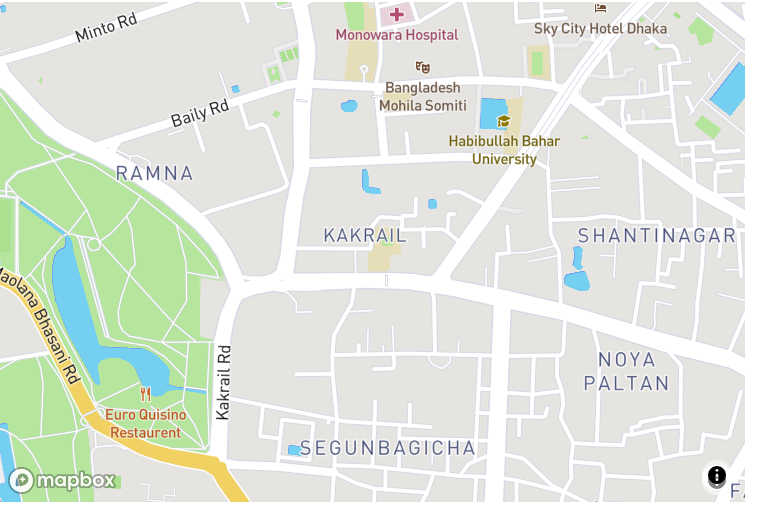 Minto Rd
Monowara Hospital
Sky City Hotel Dhaka
Bangladesh
Mohila Somiti
Baily Rd
Habibullah Bahar
University
RAMNA
KAKRAIL
SHANTINAGAR
Maolana Bhasani Rd
NOYA
PALTAN
Kakrail Rd
Euro Quisino
Restaurent
SEGUNBAGICHA
mapbox
i